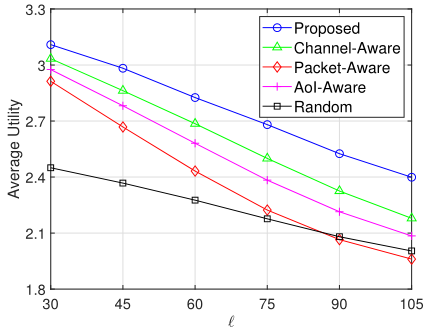 3.3
3
2.7
2.4
2.1
1.8
Average Utility
Proposed
Channel-Aware
Packet-Aware
AoI-Aware
Random
30 45 60 75 90 105
ℓ